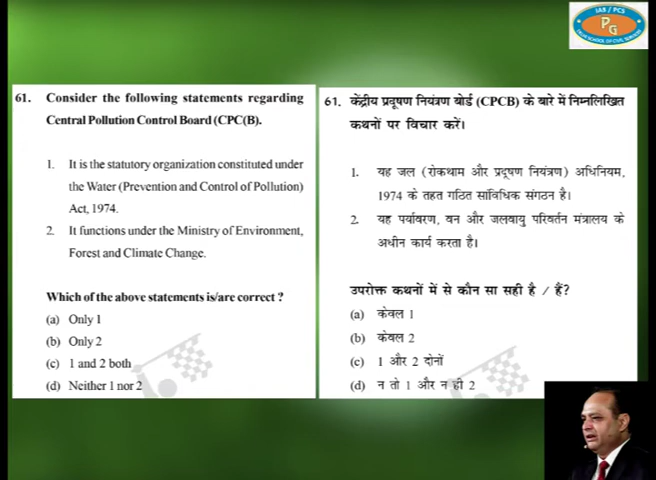 IAS / PCS
PG
61. Consider the following statements regarding
Central Pollution Control Board (CPC(B).
1. It is the statutory organization constituted under
the Water (Prevention and Control of Pollution)
Act, 1974.
2. It functions under the Ministry of Environment,
Forest and Climate Change.
Which of the above statements is/are correct ?
(a) Only 1
(b) Only 2
(c) 1 and 2 both
(d) Neither 1 nor 2
61. केंद्रीय प्रदूषण नियंत्रण बोर्ड (CPCB) के बारे में निम्नलिखित
कथनों पर विचार करें।
1. यह जल (रोकथाम और प्रदूषण नियंत्रण) अधिनियम,
1974 के तहत गठित सांविधिक संगठन है।
2. यह पर्यावरण, वन और जलवायु परिवर्तन मंत्रालय के
अधीन कार्य करता है।
उपरोक्त कथनों में से कौन सा सही है / हैं?
(a) केवल 1
(b) केवल 2
(c) 1 और 2 दोनों
(d) न तो 1 और न ही 2